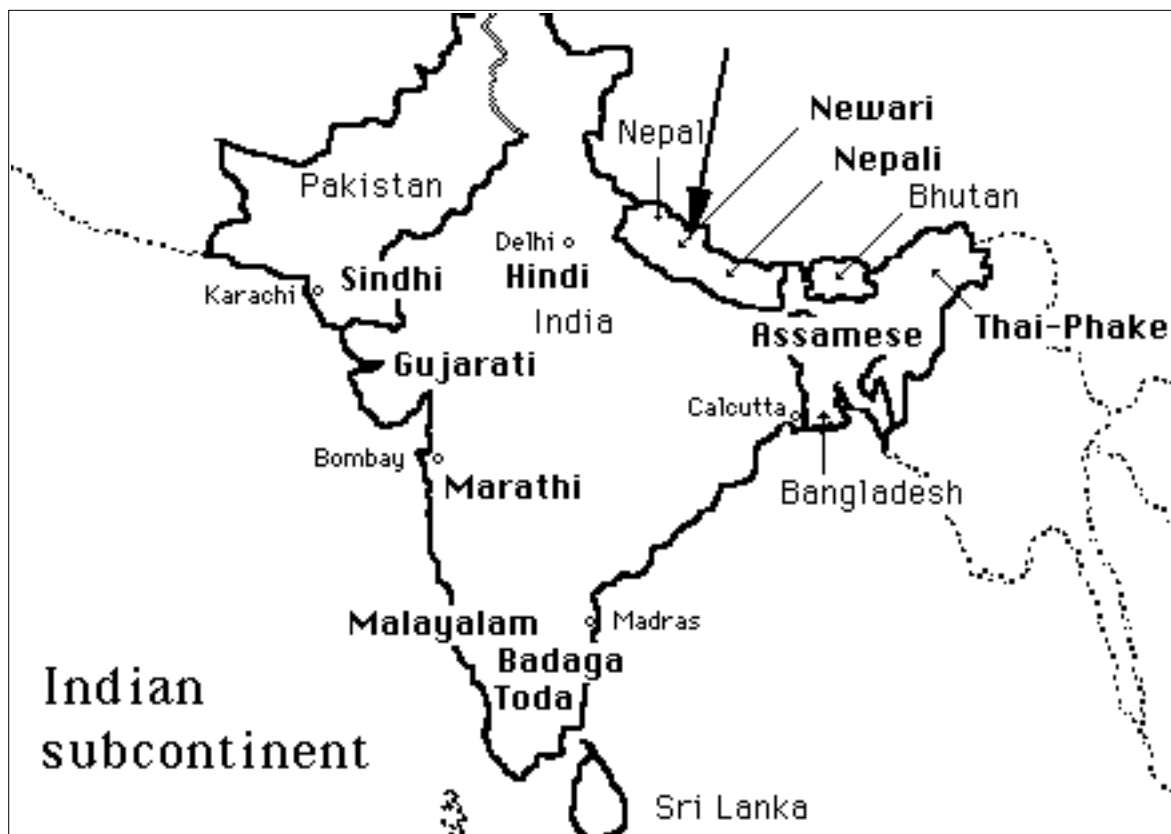 Newari
Nepal
Nepali
Pakistan
Bhutan
Delhi
Sindhi
Hindi
Karachi
India
Assamese
Thai-Phake
Gujarati
Calcutta
Bombay
Marathi
Bangladesh
Malayalam
Madras
Badaga
Toda
Indian
subcontinent
Sri Lanka